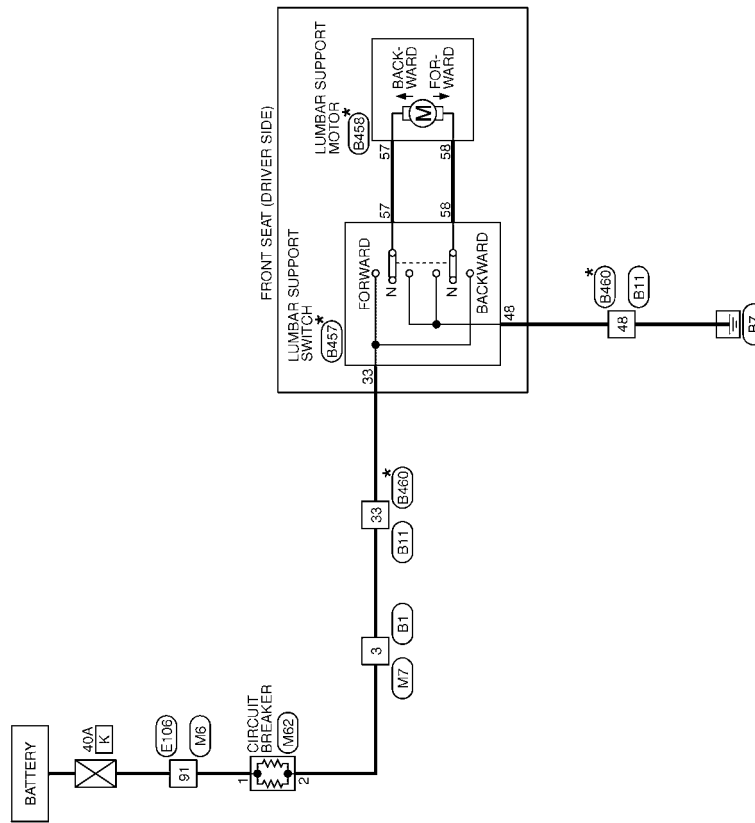 BATTERY
40A
K
91
E106
M6
CIRCUIT
BREAKER
M62
1
2
3
M7
B1
33
B11
B460
*
FRONT SEAT (DRIVER SIDE)
LUMBAR SUPPORT
SWITCH
*
B457
33
FORWARD
N
N
BACKWARD
48
57
58
LUMBAR SUPPORT
MOTOR
*
B458
57
58
M
BACK-
WARD
FOR-
WARD
48
*
B460
B11
B7